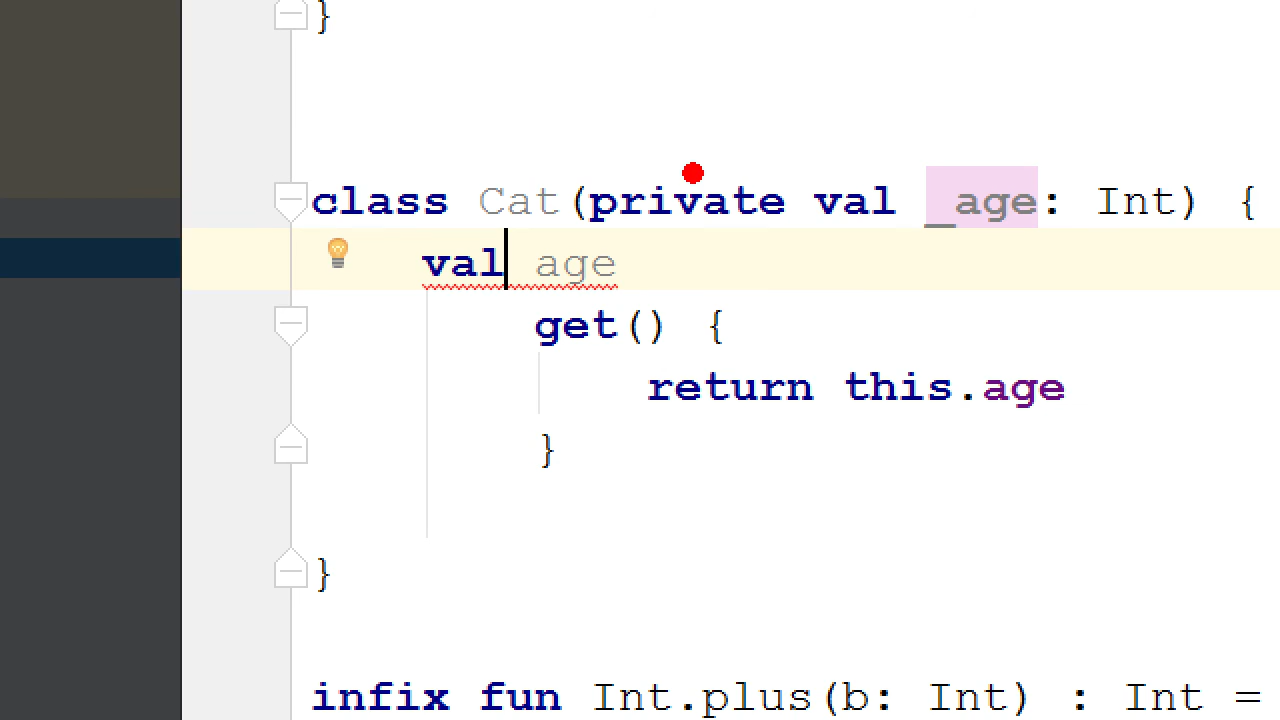 }
class Cat(private val _age: Int) {
val age
get() {
return this.age
}
}
infix fun Int.plus(b: Int) : Int =